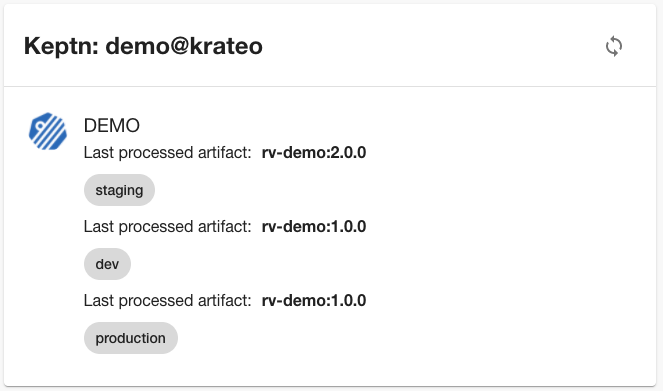 Keptn: demo@krateo
DEMO
Last processed artifact: rv-demo:2.0.0
staging
Last processed artifact: rv-demo:1.0.0
dev
Last processed artifact: rv-demo:1.0.0
production